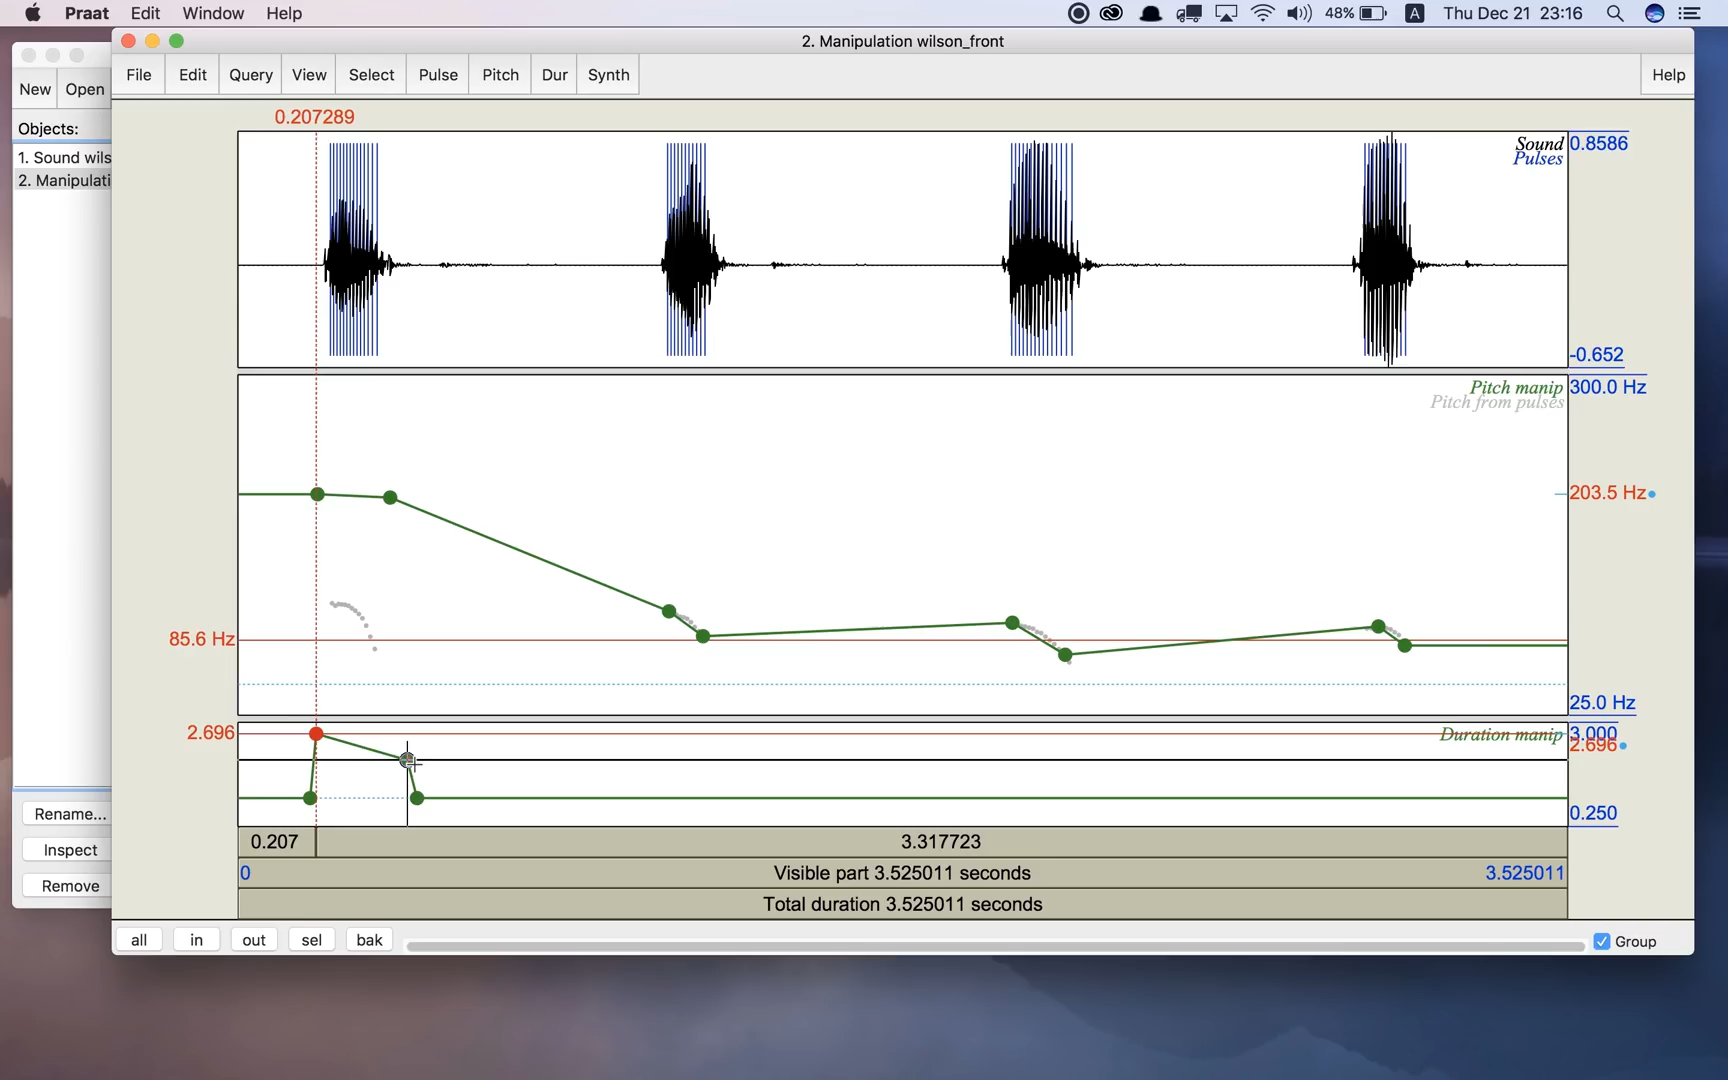 Praat Edit Window Help 48% A Thu Dec 21 23:16
2. Manipulation wilson_front
File Edit Query View Select Pulse Pitch Dur Synth Help
New Open
Objects:
1. Sound wils
2. Manipulati
0.207289
Sound
Pulses
0.8586
-0.652
Pitch manip
Pitch from pulses
300.0 Hz
203.5 Hz
85.6 Hz
25.0 Hz
2.696
Duration manip
3.000
2.696
0.250
0.207 3.317723
0 Visible part 3.525011 seconds 3.525011
Total duration 3.525011 seconds
Rename...
Inspect
Remove
all in out sel bak Group